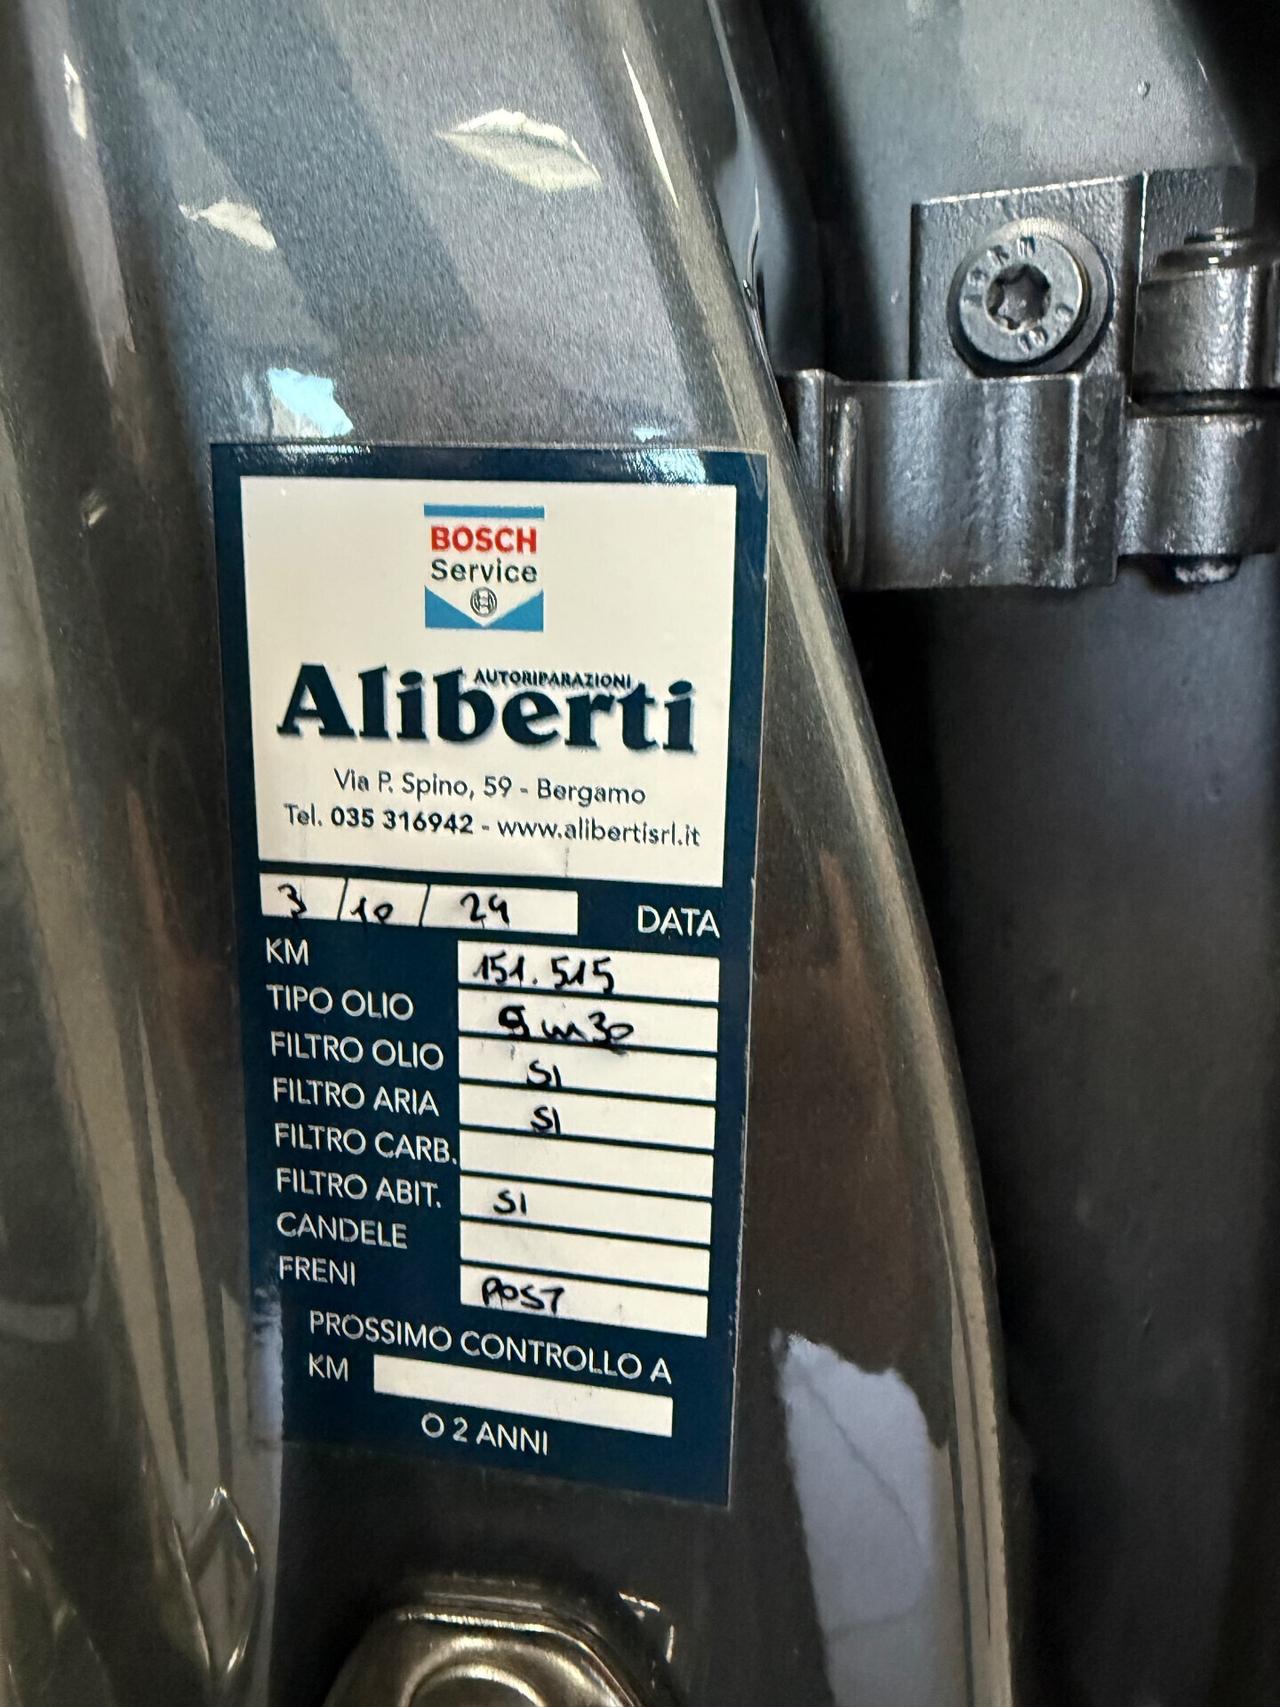 BOSCH
Service
AUTORIPARAZIONI
Aliberti
Via P. Spino, 59 - Bergamo
Tel. 035 316942 - www.alibertisrl.it
3/10/24 DATA
KM 151.515
TIPO OLIO 5w30
FILTRO OLIO SI
FILTRO ARIA SI
FILTRO CARB.
FILTRO ABIT. SI
CANDELE
FRENI POST
PROSSIMO CONTROLLO A
KM
O 2 ANNI